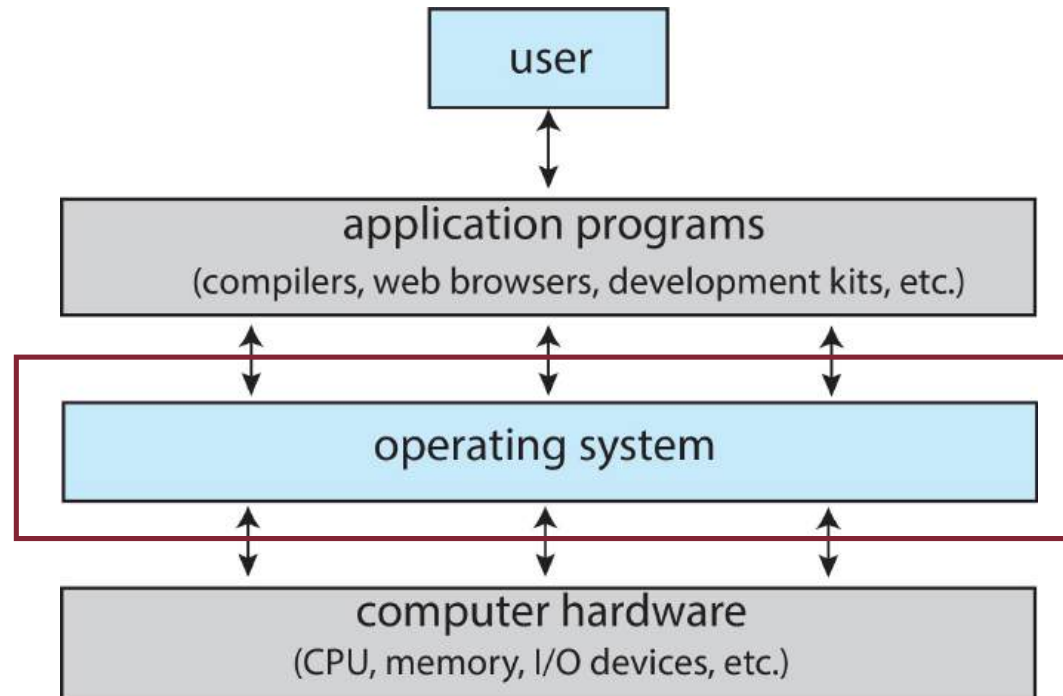 user
application programs
(compilers, web browsers, development kits, etc.)
operating system
computer hardware
(CPU, memory, I/O devices, etc.)